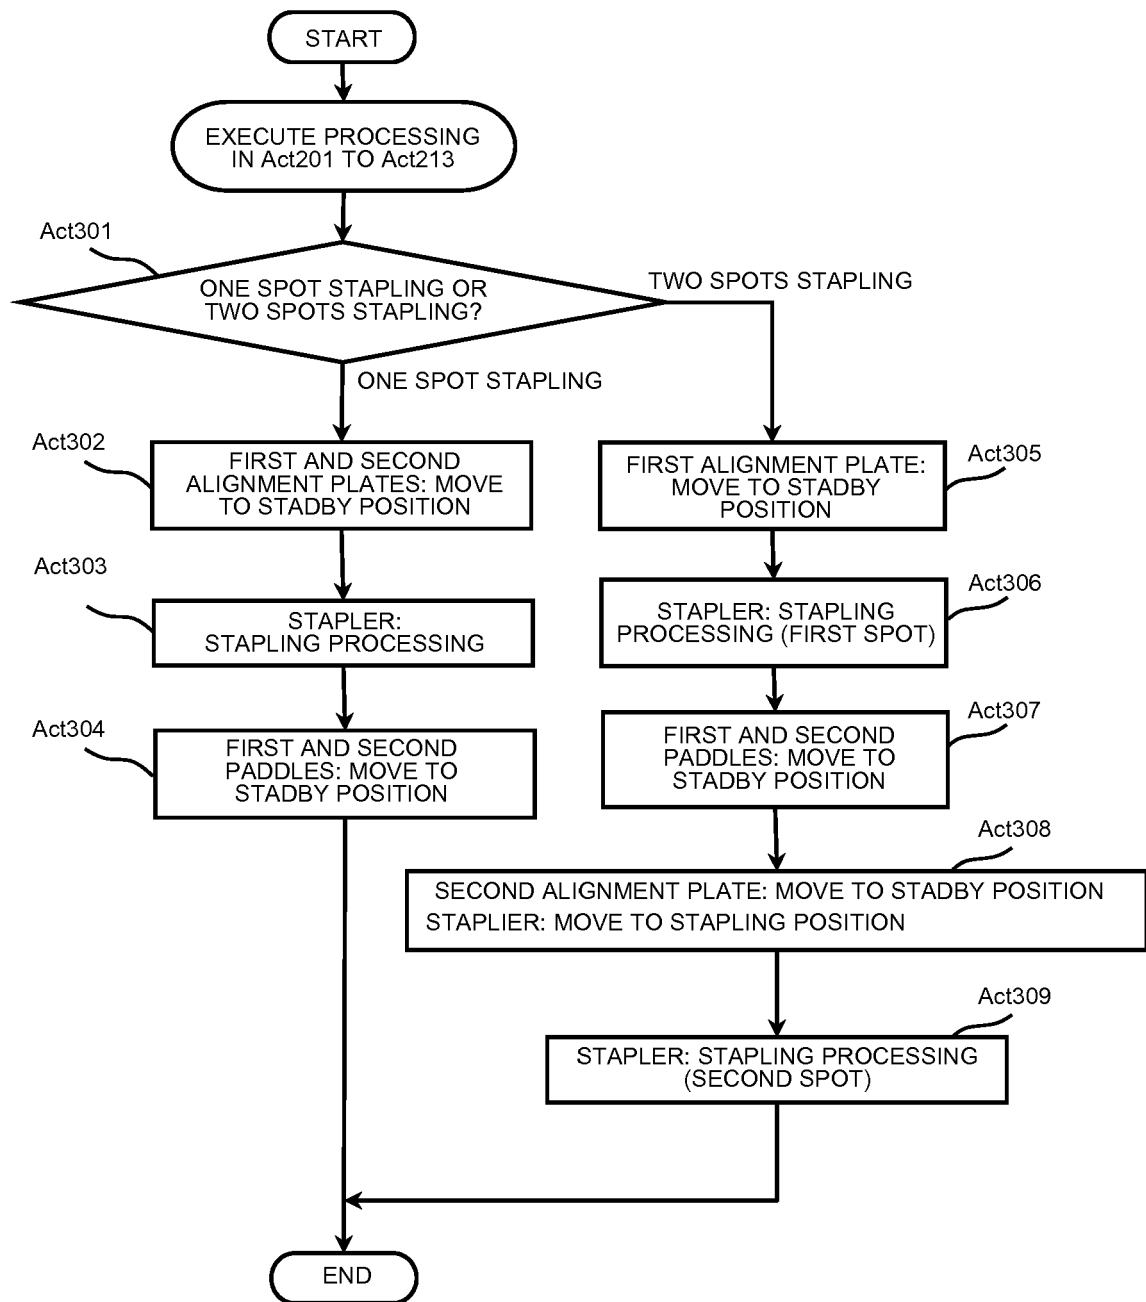 START
EXECUTE PROCESSING
IN Act201 TO Act213
Act301
ONE SPOT STAPLING OR
TWO SPOTS STAPLING?
TWO SPOTS STAPLING
ONE SPOT STAPLING
Act302
FIRST AND SECOND
ALIGNMENT PLATES: MOVE
TO STADBY POSITION
Act303
STAPLER:
STAPLING PROCESSING
Act304
FIRST AND SECOND
PADDLES: MOVE TO
STADBY POSITION
Act305
FIRST ALIGNMENT PLATE:
MOVE TO STADBY
POSITION
Act306
STAPLER: STAPLING
PROCESSING (FIRST SPOT)
Act307
FIRST AND SECOND
PADDLES: MOVE TO
STADBY POSITION
Act308
SECOND ALIGNMENT PLATE: MOVE TO STADBY POSITION
STAPLIER: MOVE TO STAPLING POSITION
Act309
STAPLER: STAPLING PROCESSING
(SECOND SPOT)
END